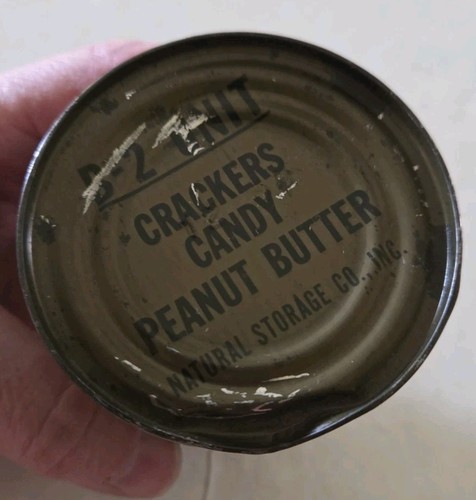 B-2 UNIT
CRACKERS
CANDY
PEANUT BUTTER
NATURAL STORAGE CO., INC.